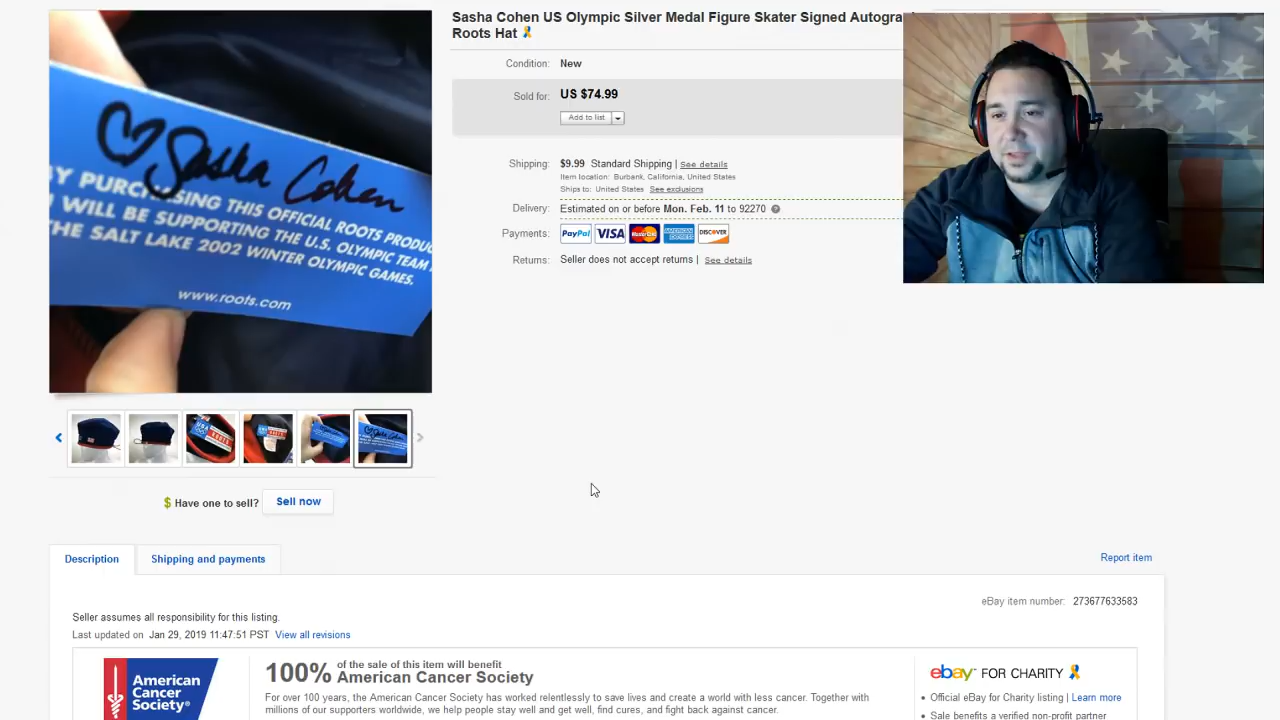 Sasha Cohen US Olympic Silver Medal Figure Skater Signed Autogra
Roots Hat
Condition: New
Sold for: US $74.99
Add to list
Shipping: $9.99 Standard Shipping | See details
Item location: Burbank, California, United States
Ships to: United States See exclusions
Delivery: Estimated on or before Mon. Feb. 11 to 92270
Payments: PayPal VISA MasterCard AMERICAN EXPRESS DISCOVER
Returns: Seller does not accept returns | See details
Sasha Cohen
BY PURCHASING THIS OFFICIAL ROOTS PRODU
WILL BE SUPPORTING THE U.S. OLYMPIC TEAM
THE SALT LAKE 2002 WINTER OLYMPIC GAMES.
www.roots.com
$ Have one to sell? Sell now
Description Shipping and payments Report item
eBay item number: 273677633583
Seller assumes all responsibility for this listing.
Last updated on Jan 29, 2019 11:47:51 PST View all revisions
American
Cancer
Society®
100% of the sale of this item will benefit
American Cancer Society
For over 100 years, the American Cancer Society has worked relentlessly to save lives and create a world with less cancer. Together with
millions of our supporters worldwide, we help people stay well and get well, find cures, and fight back against cancer.
ebay FOR CHARITY
• Official eBay for Charity listing | Learn more
• Sale benefits a verified non-profit partner